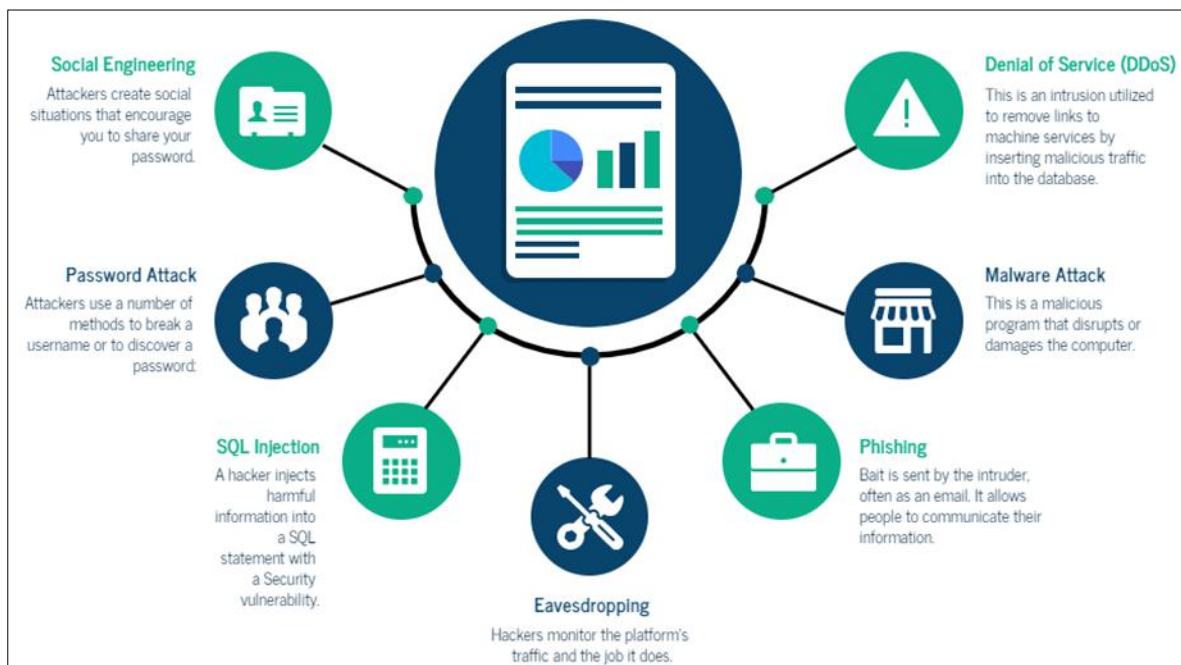 Social Engineering
Attackers create social
situations that encourage
you to share your
password.
Denial of Service (DDoS)
This is an intrusion utilized
to remove links to
machine services by
inserting malicious traffic
into the database.
Password Attack
Attackers use a number of
methods to break a
username or to discover a
password:
Malware Attack
This is a malicious
program that disrupts or
damages the computer.
SQL Injection
A hacker injects
harmful
information into
a SQL
statement with
a Security
vulnerability.
Phishing
Bait is sent by the intruder,
often as an email. It allows
people to communicate their
information.
Eavesdropping
Hackers monitor the platform's
traffic and the job it does.